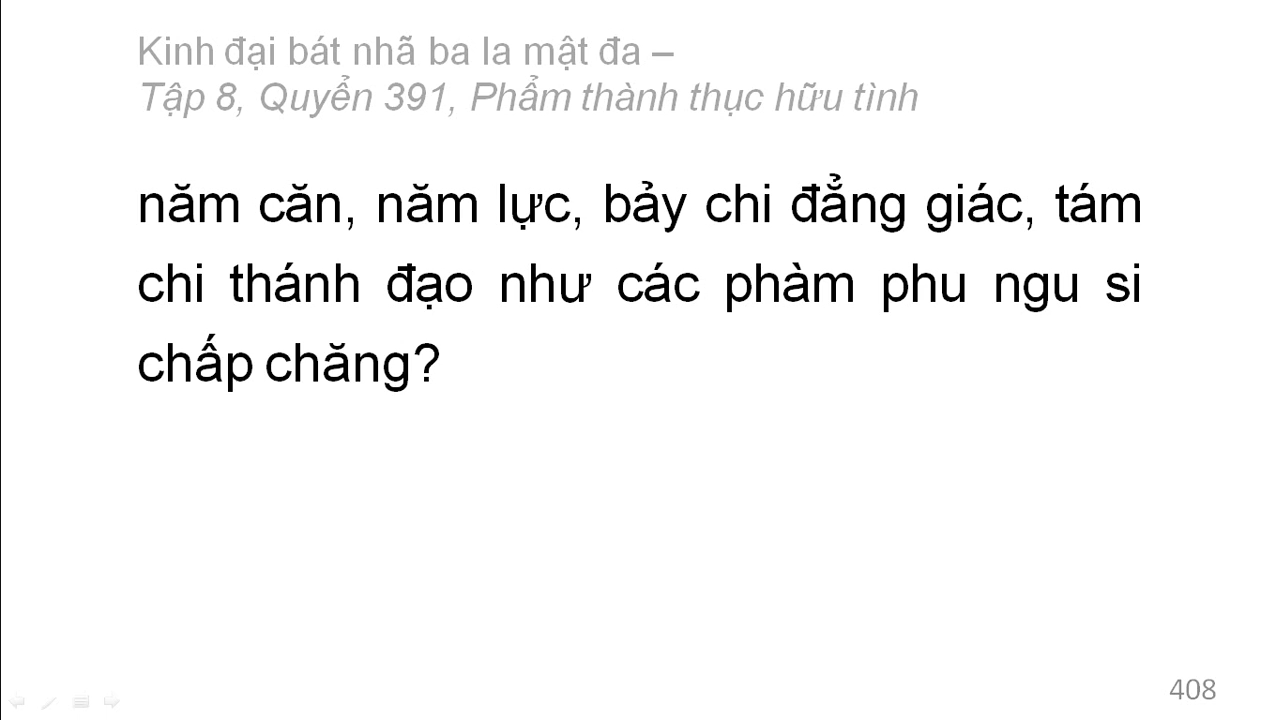 Kinh đại bát nhã ba la mật đa –
Tập 8, Quyển 391, Phẩm thành thục hữu tình
năm căn, năm lực, bảy chi đẳng giác, tám
chi thánh đạo như các phàm phu ngu si
chấp chăng?
408